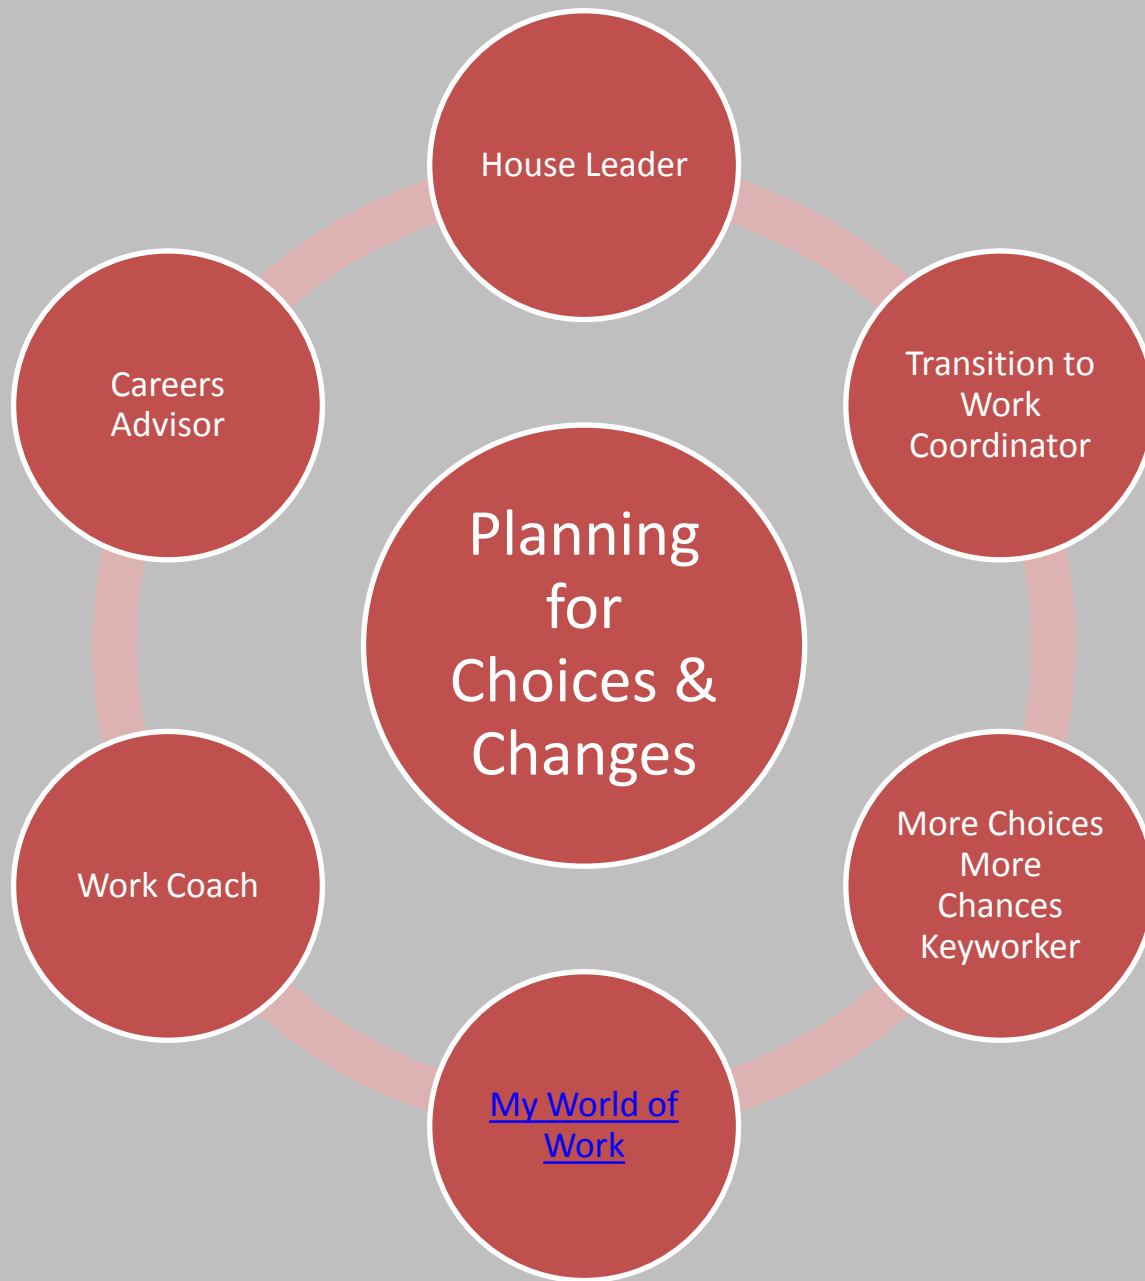 House Leader
Transition to
Work
Coordinator
More Choices
More
Chances
Keyworker
My World of
Work
Work Coach
Careers
Advisor
Planning
for
Choices &
Changes